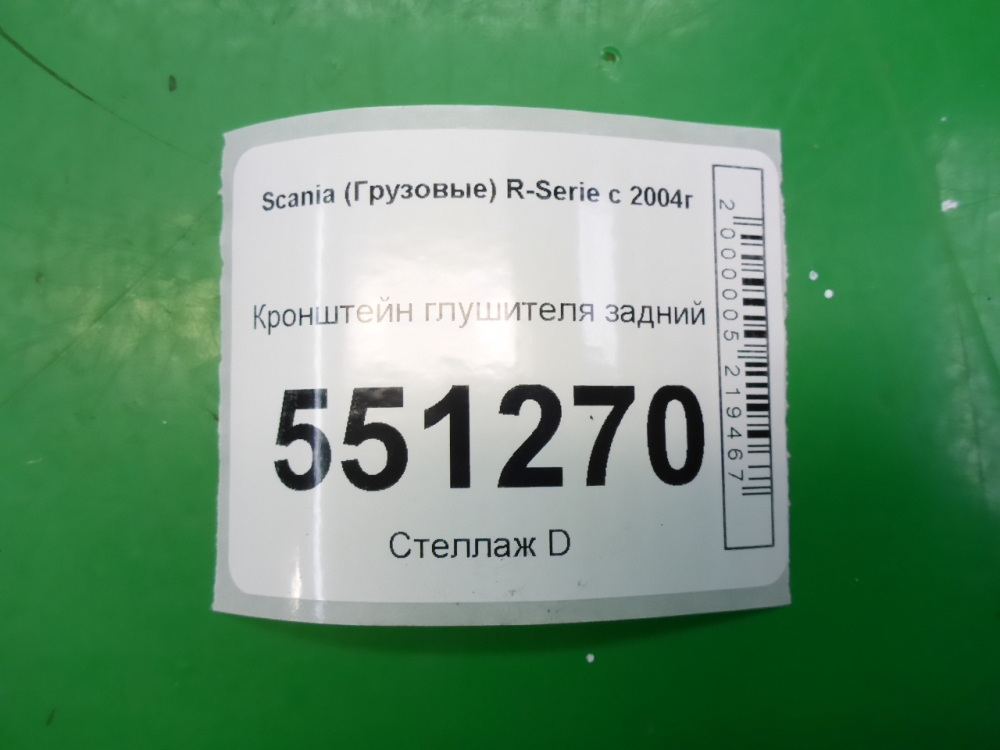 Scania (Грузовые) R-Serie с 2004г
Кронштейн глушителя задний
551270
Стеллаж D
2000005219467